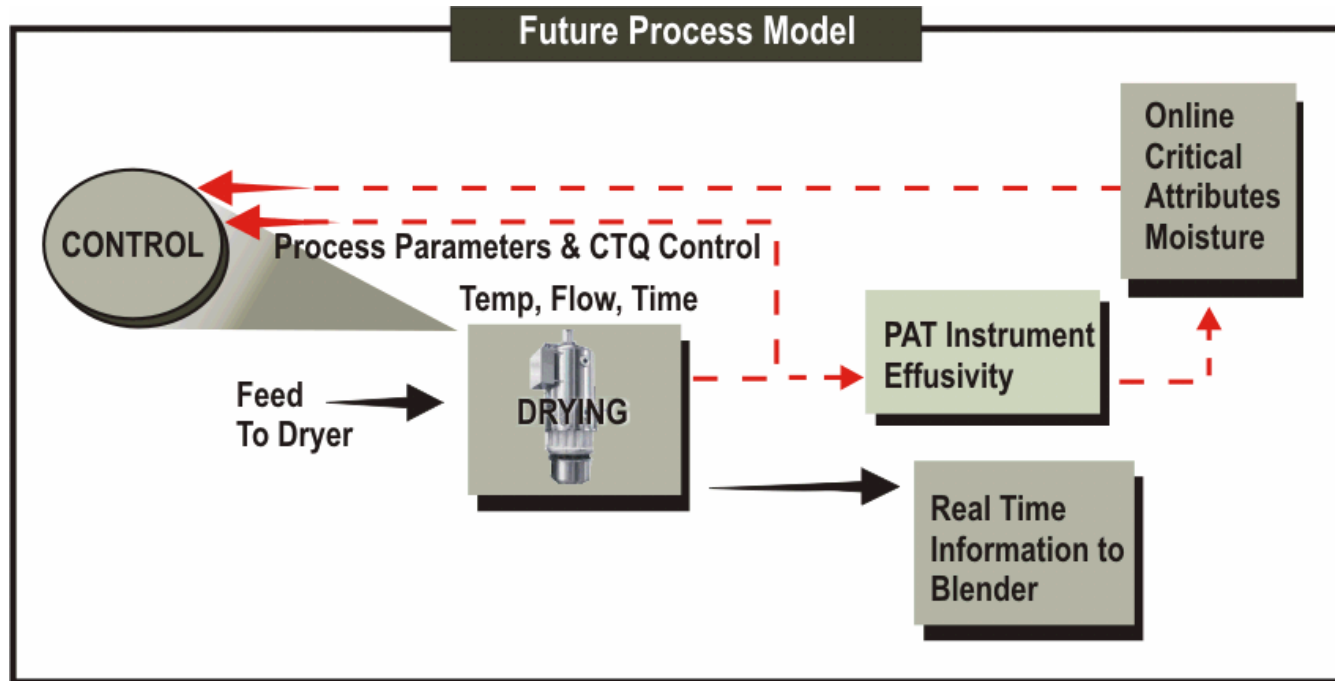 Future Process Model
Online
Critical
Attributes
Moisture
CONTROL
Process Parameters & CTQ Control
Temp, Flow, Time
PAT Instrument
Effusivity
Feed
To Dryer
DRYING
Real Time
Information to
Blender